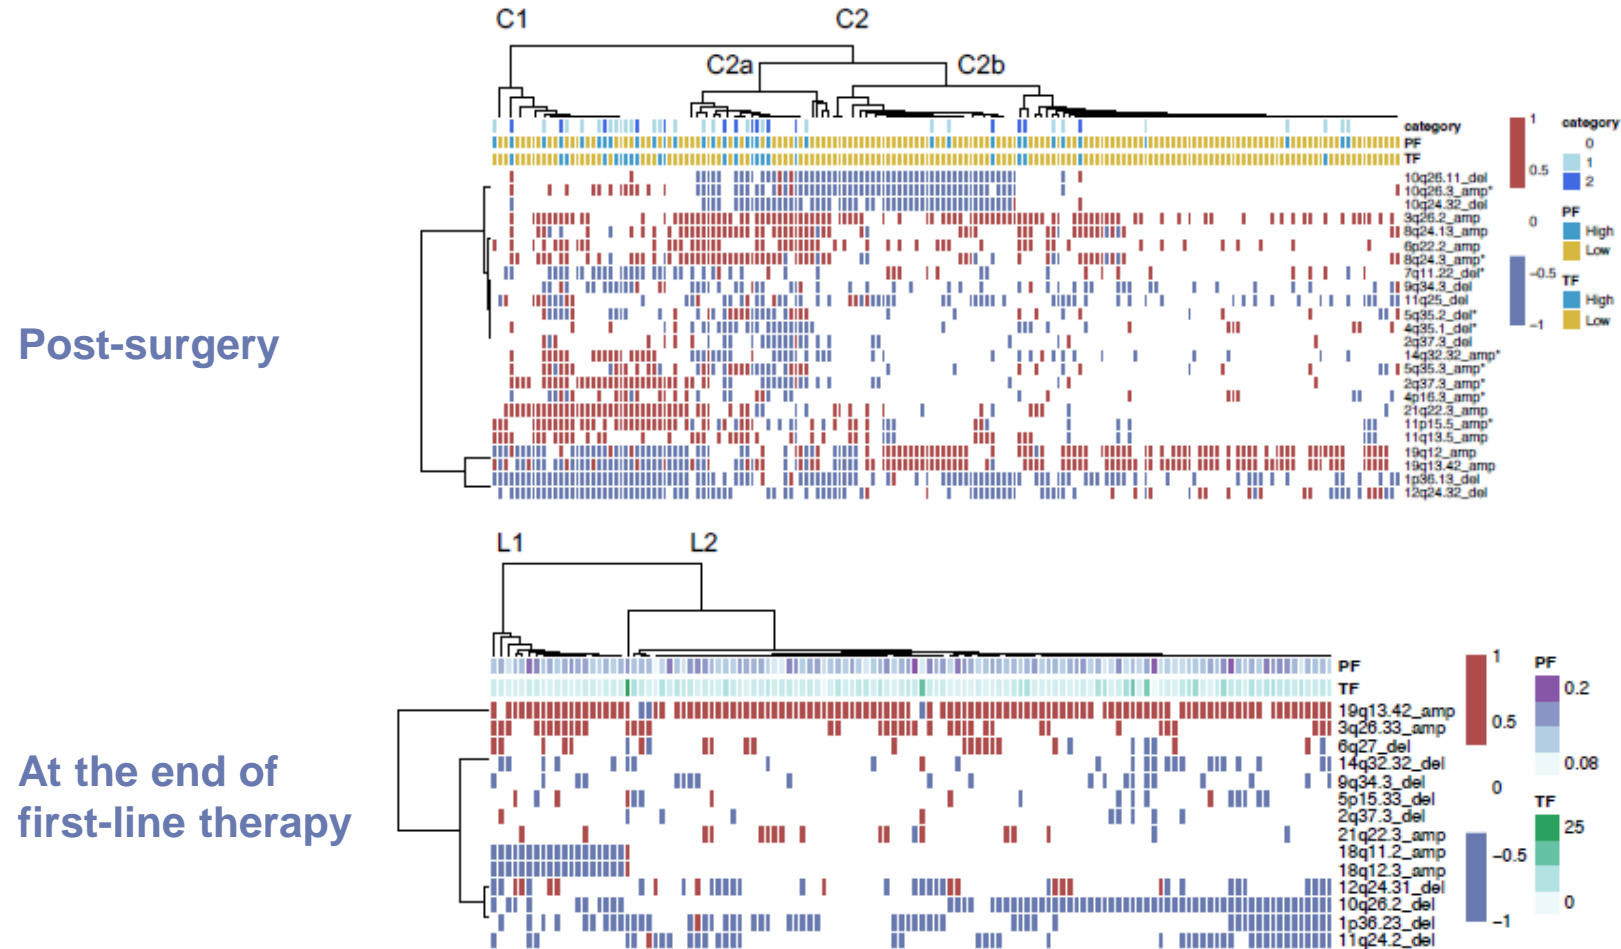 C1
C2
C2a
C2b
category
PF
TF
10q26.11_del
10q26.3_amp*
10q24.32_del
3q26.2_amp
8q24.13_amp
6p22.2_amp
8q24.3_amp*
7q11.22_del*
9q34.3_del
11q25_del
5q35.2_del*
4q35.1_del*
2q37.3_del
14q32.32_amp*
5q35.3_amp*
2q37.3_amp*
4p16.3_amp*
21q22.3_amp
11p15.5_amp*
11q13.5_amp
19q12_amp
19q13.42_amp
1p36.13_del
12q24.32_del
1
0.5
0
−0.5
−1
category
0
1
2
PF
High
Low
TF
High
Low
Post-surgery
L1
L2
PF
TF
19q13.42_amp
3q26.33_amp
6q27_del
14q32.32_del
9q34.3_del
5p15.33_del
2q37.3_del
21q22.3_amp
18q11.2_amp
18q12.3_amp
12q24.31_del
10q26.2_del
1p36.23_del
11q24.2_del
1
0.5
0
−0.5
−1
PF
0.2
0.08
TF
25
0
At the end of
first-line therapy